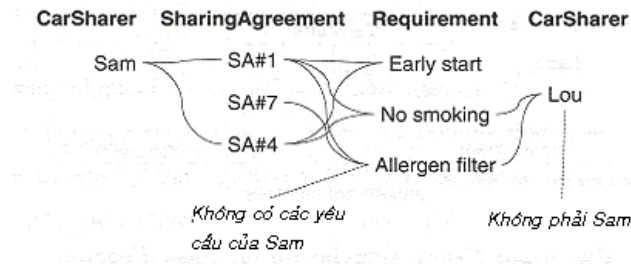 CarSharer SharingAgreement Requirement CarSharer
Sam SA#1 Early start
SA#7 Lou
No smoking
SA#4
Allergen filter
Không có các yêu
cầu của Sam
Không phải Sam